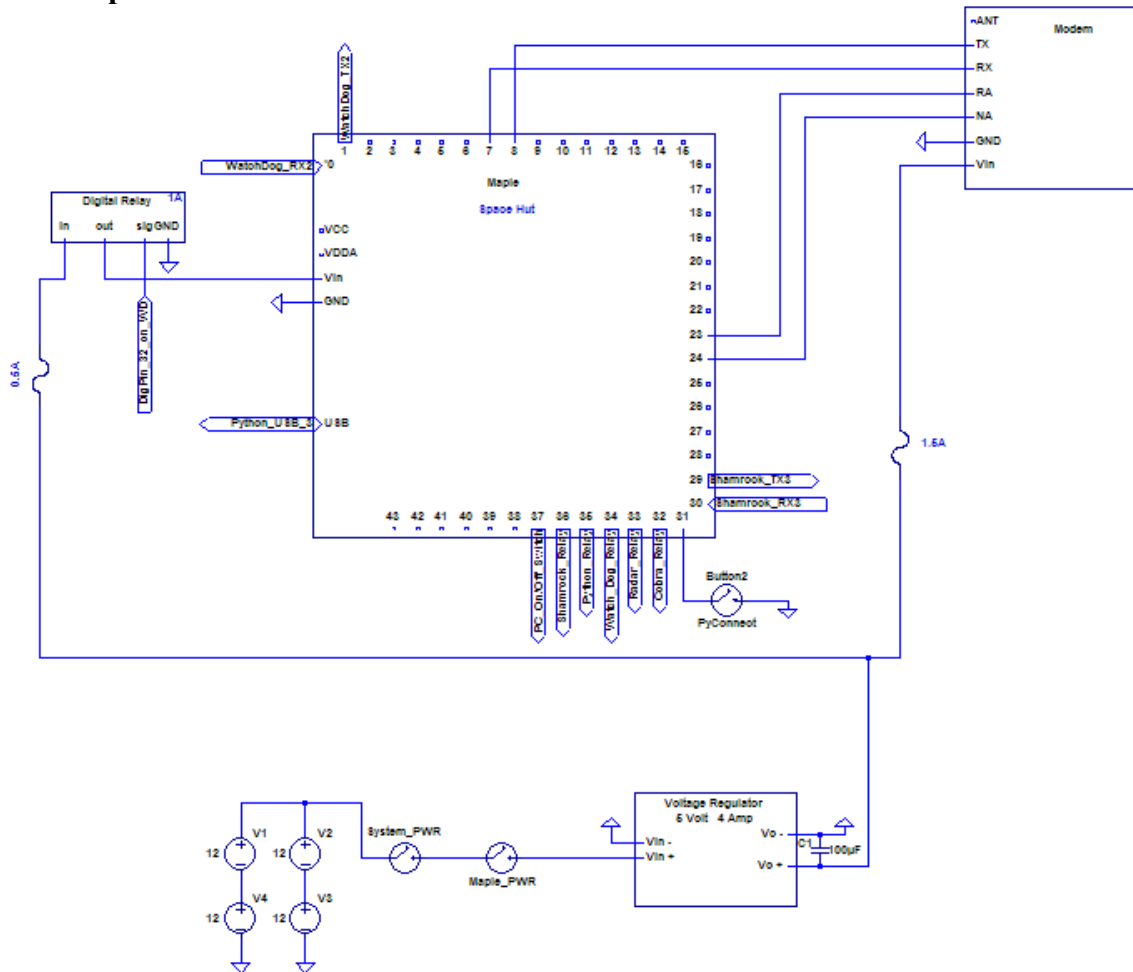 ANT
Modem
TX
RX
RA
NA
GND
Vin
WatchDog_TX2
1 2 3 4 5 6 7 8 9 10 11 12 13 14 15
WatchDog_RX2
'0
Maple
Space Hut
16
17
18
19
20
21
22
23
24
25
26
27
28
29
30
Digital Relay 1A
in out sigGND
VCC
VDDA
Vin
GND
DigPin_32_on_WD
0.5A
Python_USB_3
USB
1.5A
Shamrock_TX3
Shamrock_RX3
43 42 41 40 39 38 37 36 35 34 33 32 31
PC_On/Off_Switch
Shamrock_Relay
Python_Relay
Watch_Dog_Relay
Radar_Relay
Cobra_Relay
Button2
PyConnect
Voltage Regulator
5 Volt 4 Amp
Vin -
Vin +
Vo -
Vo +
C1
100µF
System_PWR
Maple_PWR
V1
12
V2
12
V4
12
V3
12